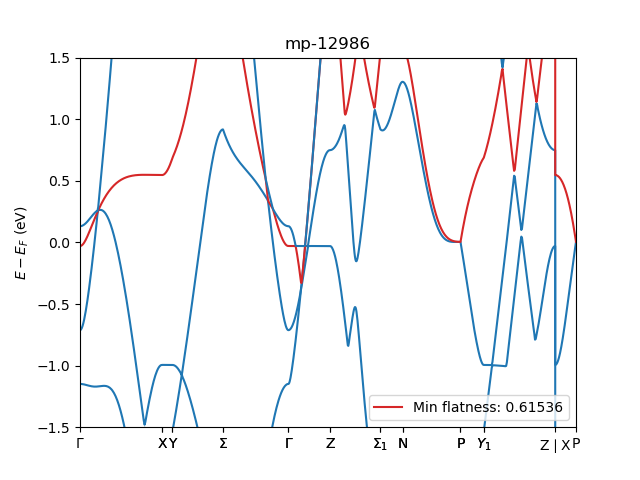 mp-12986
E − E_F (eV)
1.5
1.0
0.5
0.0
−0.5
−1.0
−1.5
Min flatness: 0.61536
Γ X Y Σ Γ Z Σ₁ N P Y₁ Z | X P